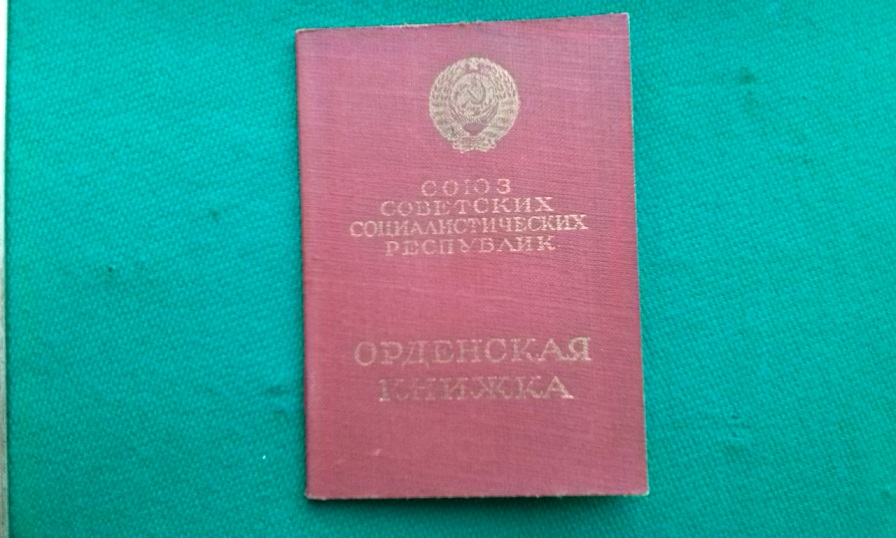 СОЮЗ
СОВЕТСКИХ
СОЦИАЛИСТИЧЕСКИХ
РЕСПУБЛИК
ОРДЕНСКАЯ
КНИЖКА